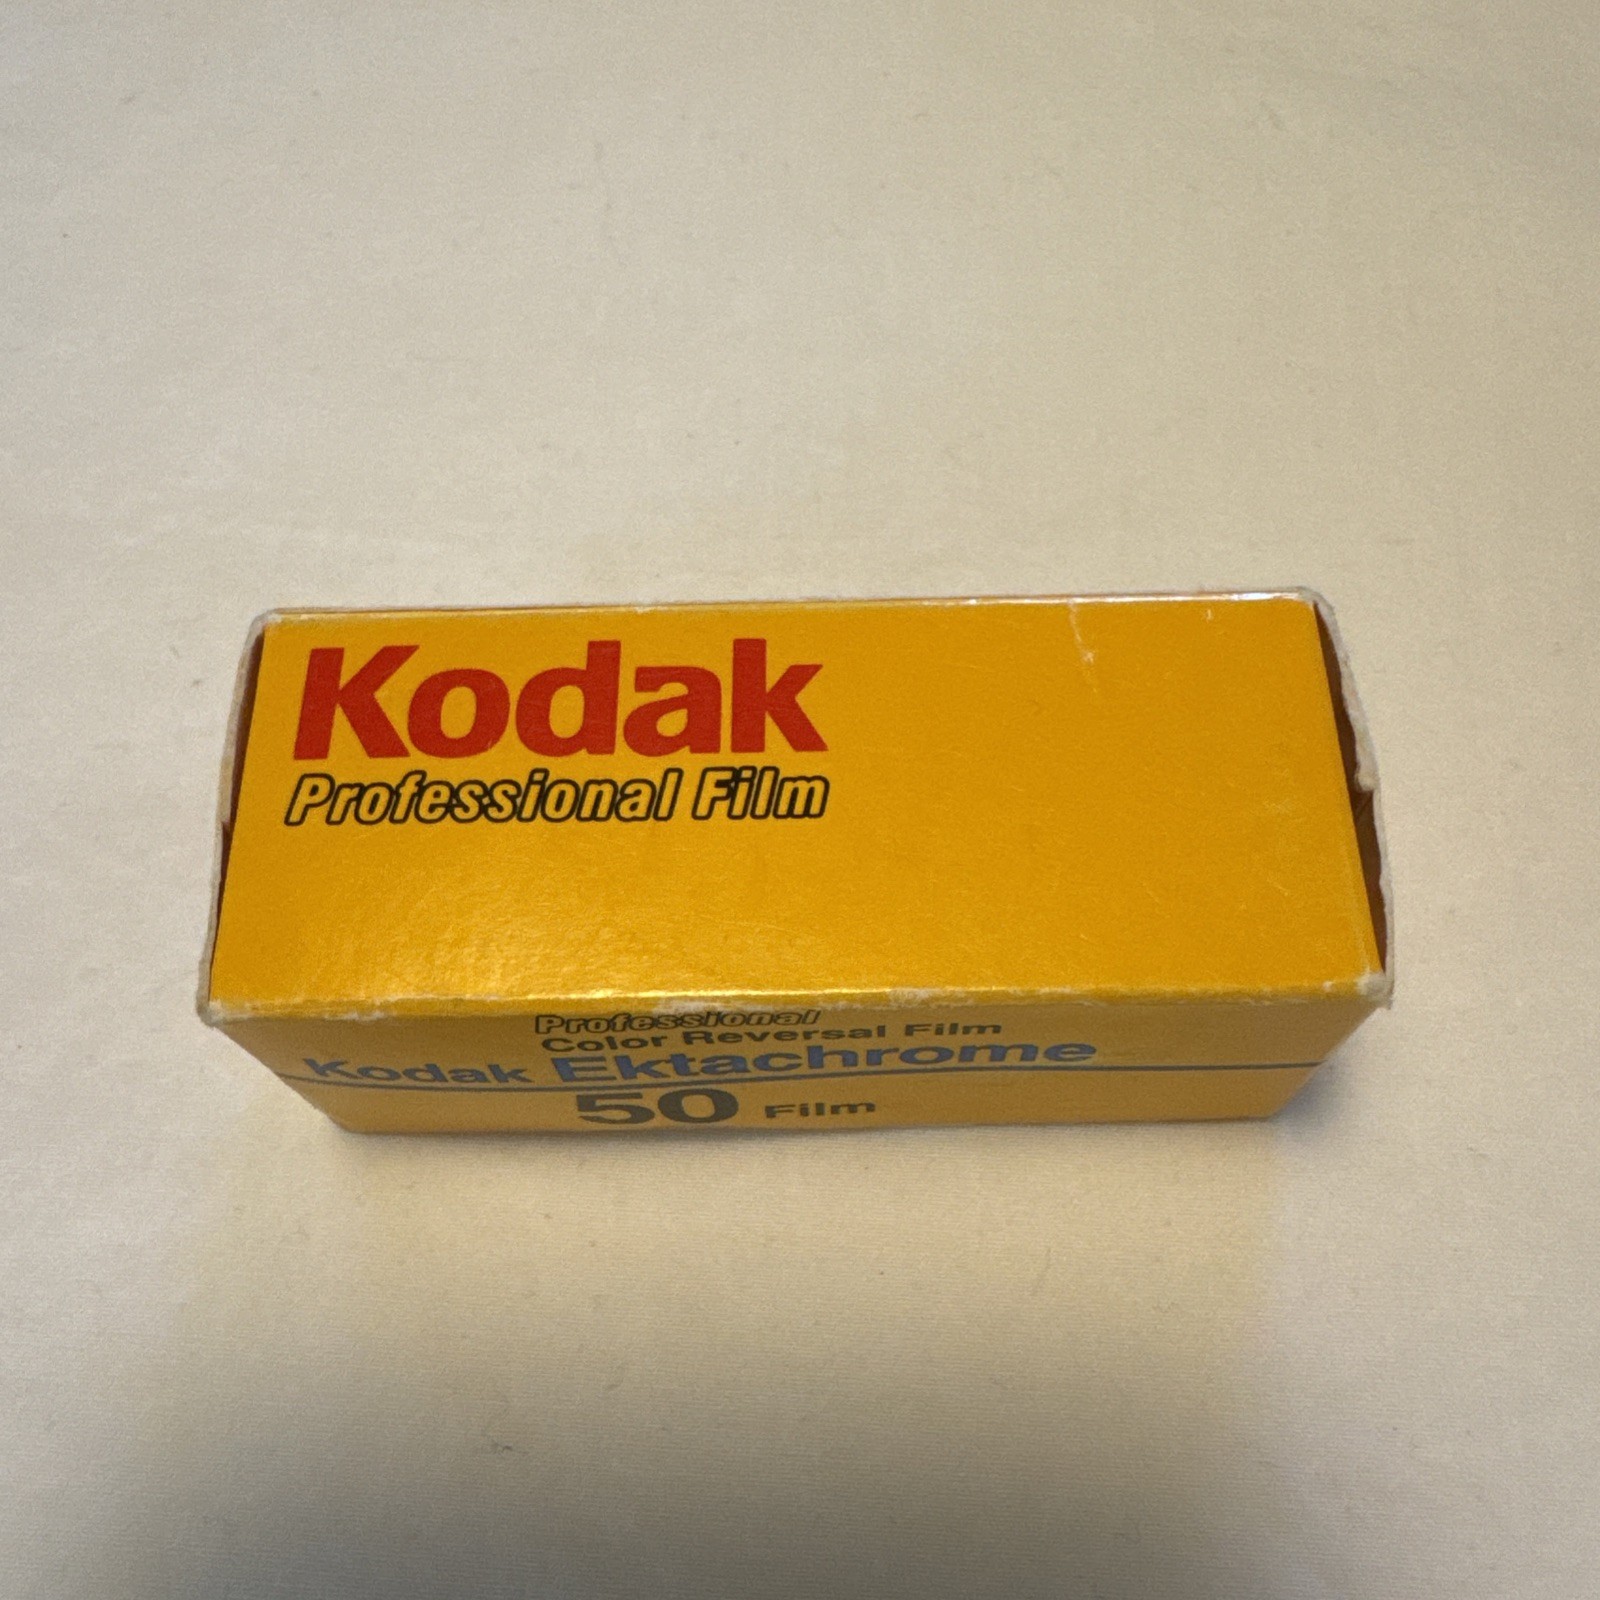 Kodak
Professional Film
Professional
Color Reversal Film
Kodak Ektachrome
50 Film